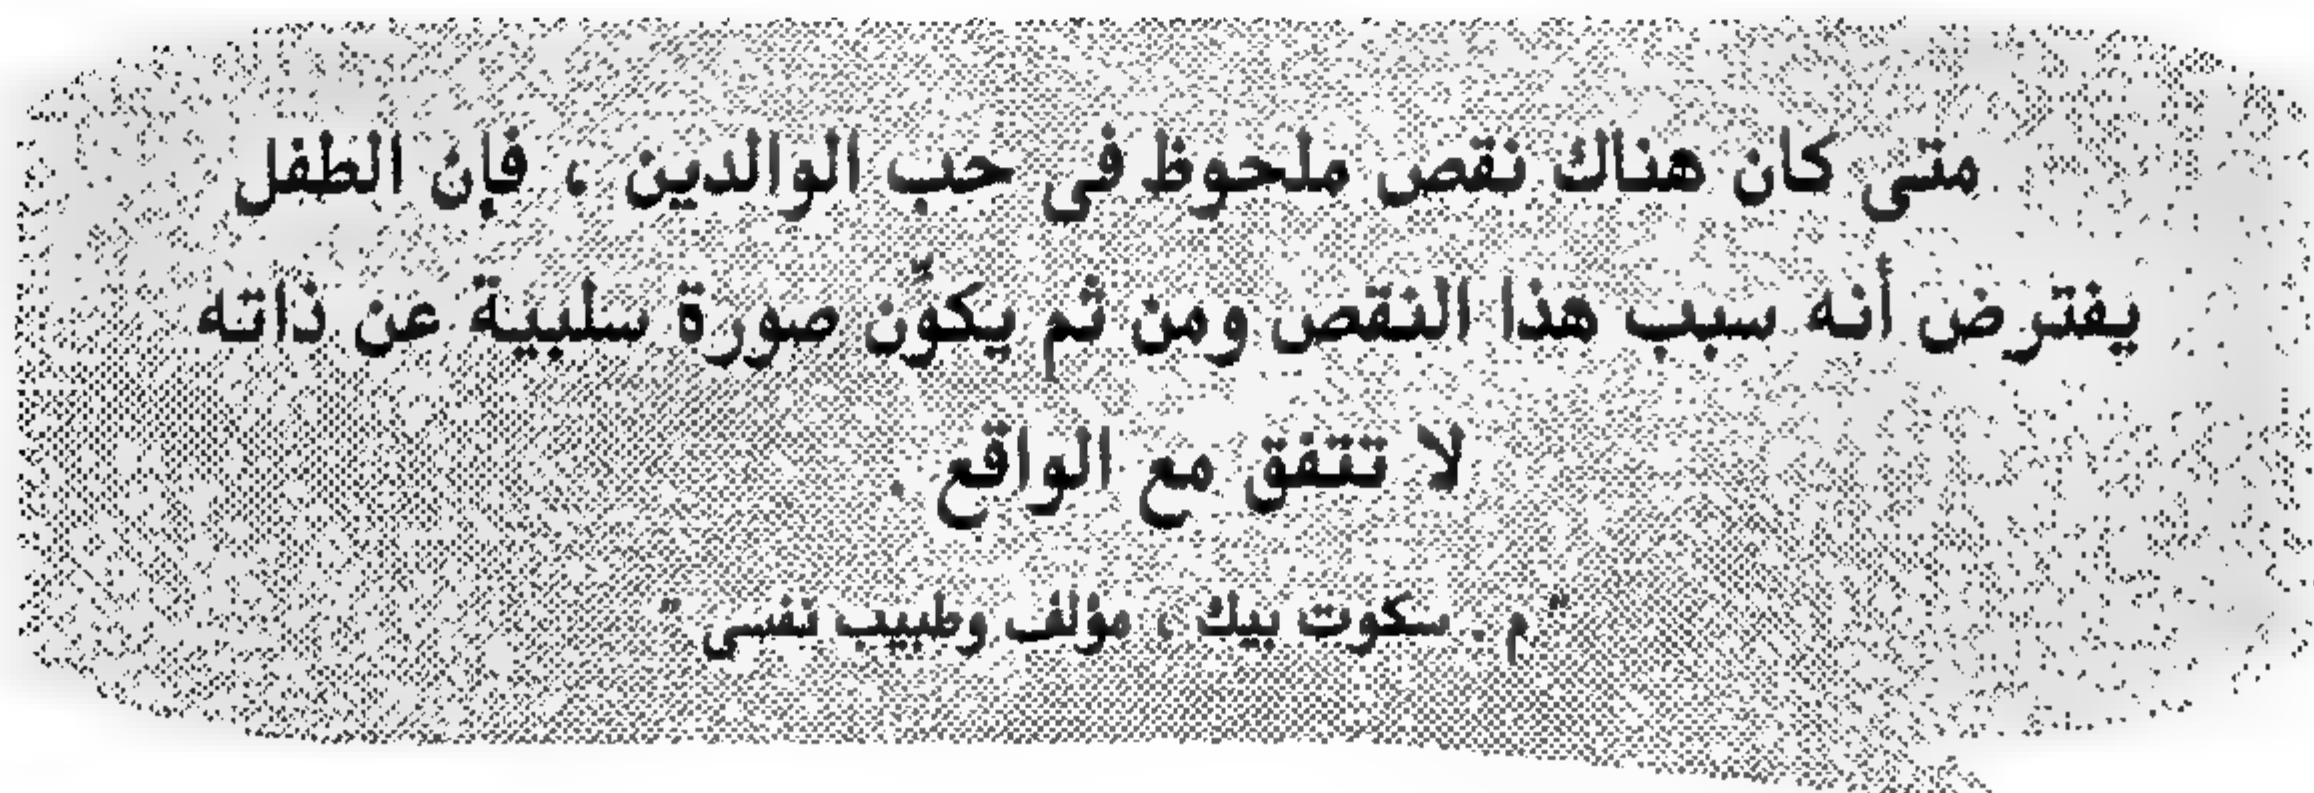 متى كان هناك نقص ملحوظ فى حب الوالدين ، فإن الطفل
يفترض أنه سبب هذا النقص ومن ثم يكوّن صورة سلبية عن ذاته
لا تتفق مع الواقع .
" م . سكوت بيك ، مؤلف وطبيب نفسى "